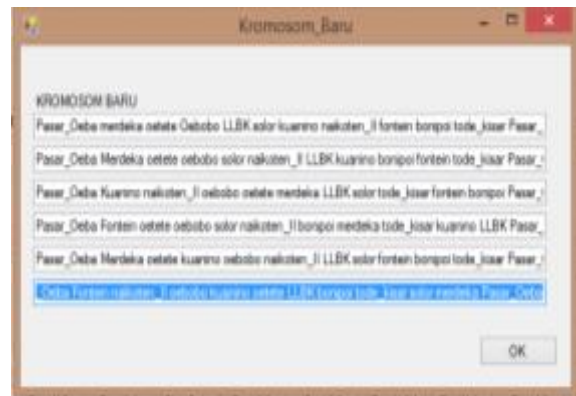 Kromosom_Baru
KROMOSOM BARU
Pasar_Oeba merdeka oetete Oebobo LLBK solor kuanino naikoten_II fontein bonipoi tode_kisar Pasar_
Pasar_Oeba Merdeka oetete oebobo solor naikoten_II LLBK kuanino bonipoi fontein tode_kisar Pasar_
Pasar_Oeba Kuanino naikoten_II oebobo oetete merdeka LLBK solor tode_kisar fontein bonipoi Pasar_
Pasar_Oeba Fontein oetete oebobo solor naikoten_II bonipoi merdeka tode_kisar kuanino LLBK Pasar_
Pasar_Oeba Merdeka oetete kuanino oebobo naikoten_II LLBK solor fontein bonipoi tode_kisar Pasar_
_Oeba Fontein naikoten_II oebobo kuanino oetete LLBK bonipoi tode_kisar solor merdeka Pasar_Oeba
OK